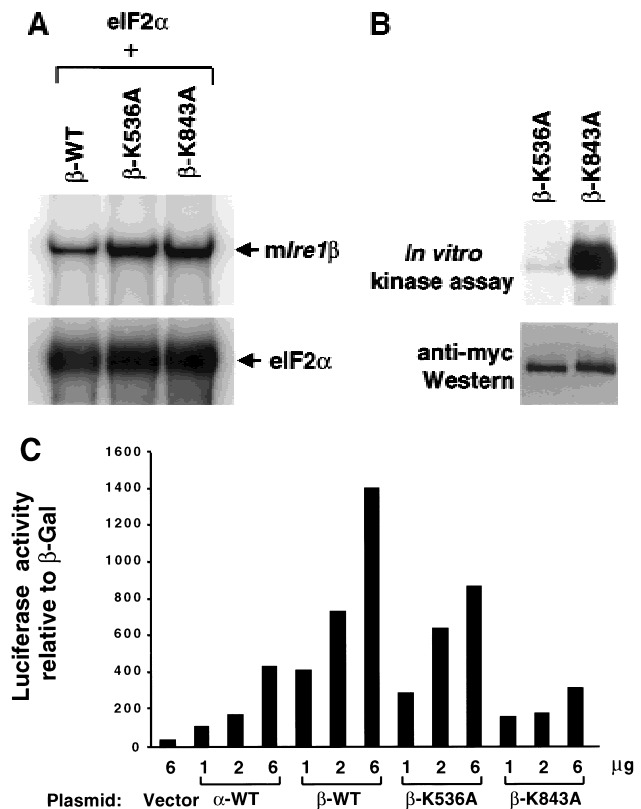 A
eIF2α
+
β-WT
β-K536A
β-K843A
mIre1β
eIF2α
B
β-K536A
β-K843A
In vitro
kinase assay
anti-myc
Western
C
Luciferase activity
relative to β-Gal
1600
1400
1200
1000
800
600
400
200
0
6 1 2 6 1 2 6 1 2 6 1 2 6 μg
Plasmid: Vector α-WT β-WT β-K536A β-K843A